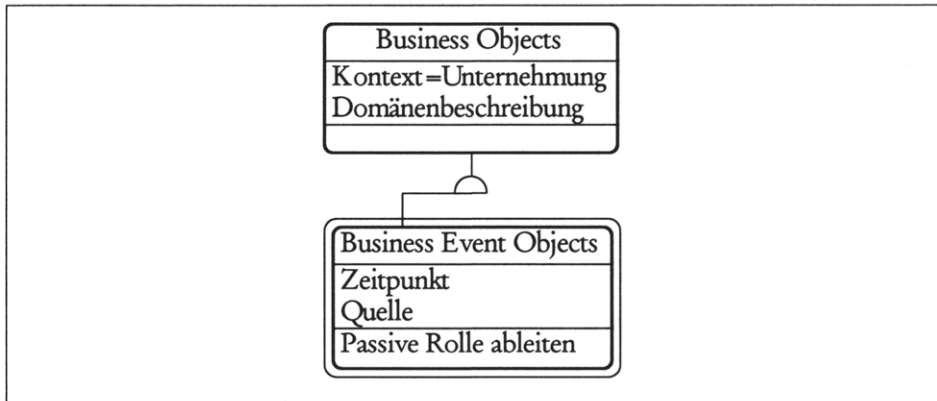 Business Objects
Kontext=Unternehmung
Domänenbeschreibung
Business Event Objects
Zeitpunkt
Quelle
Passive Rolle ableiten